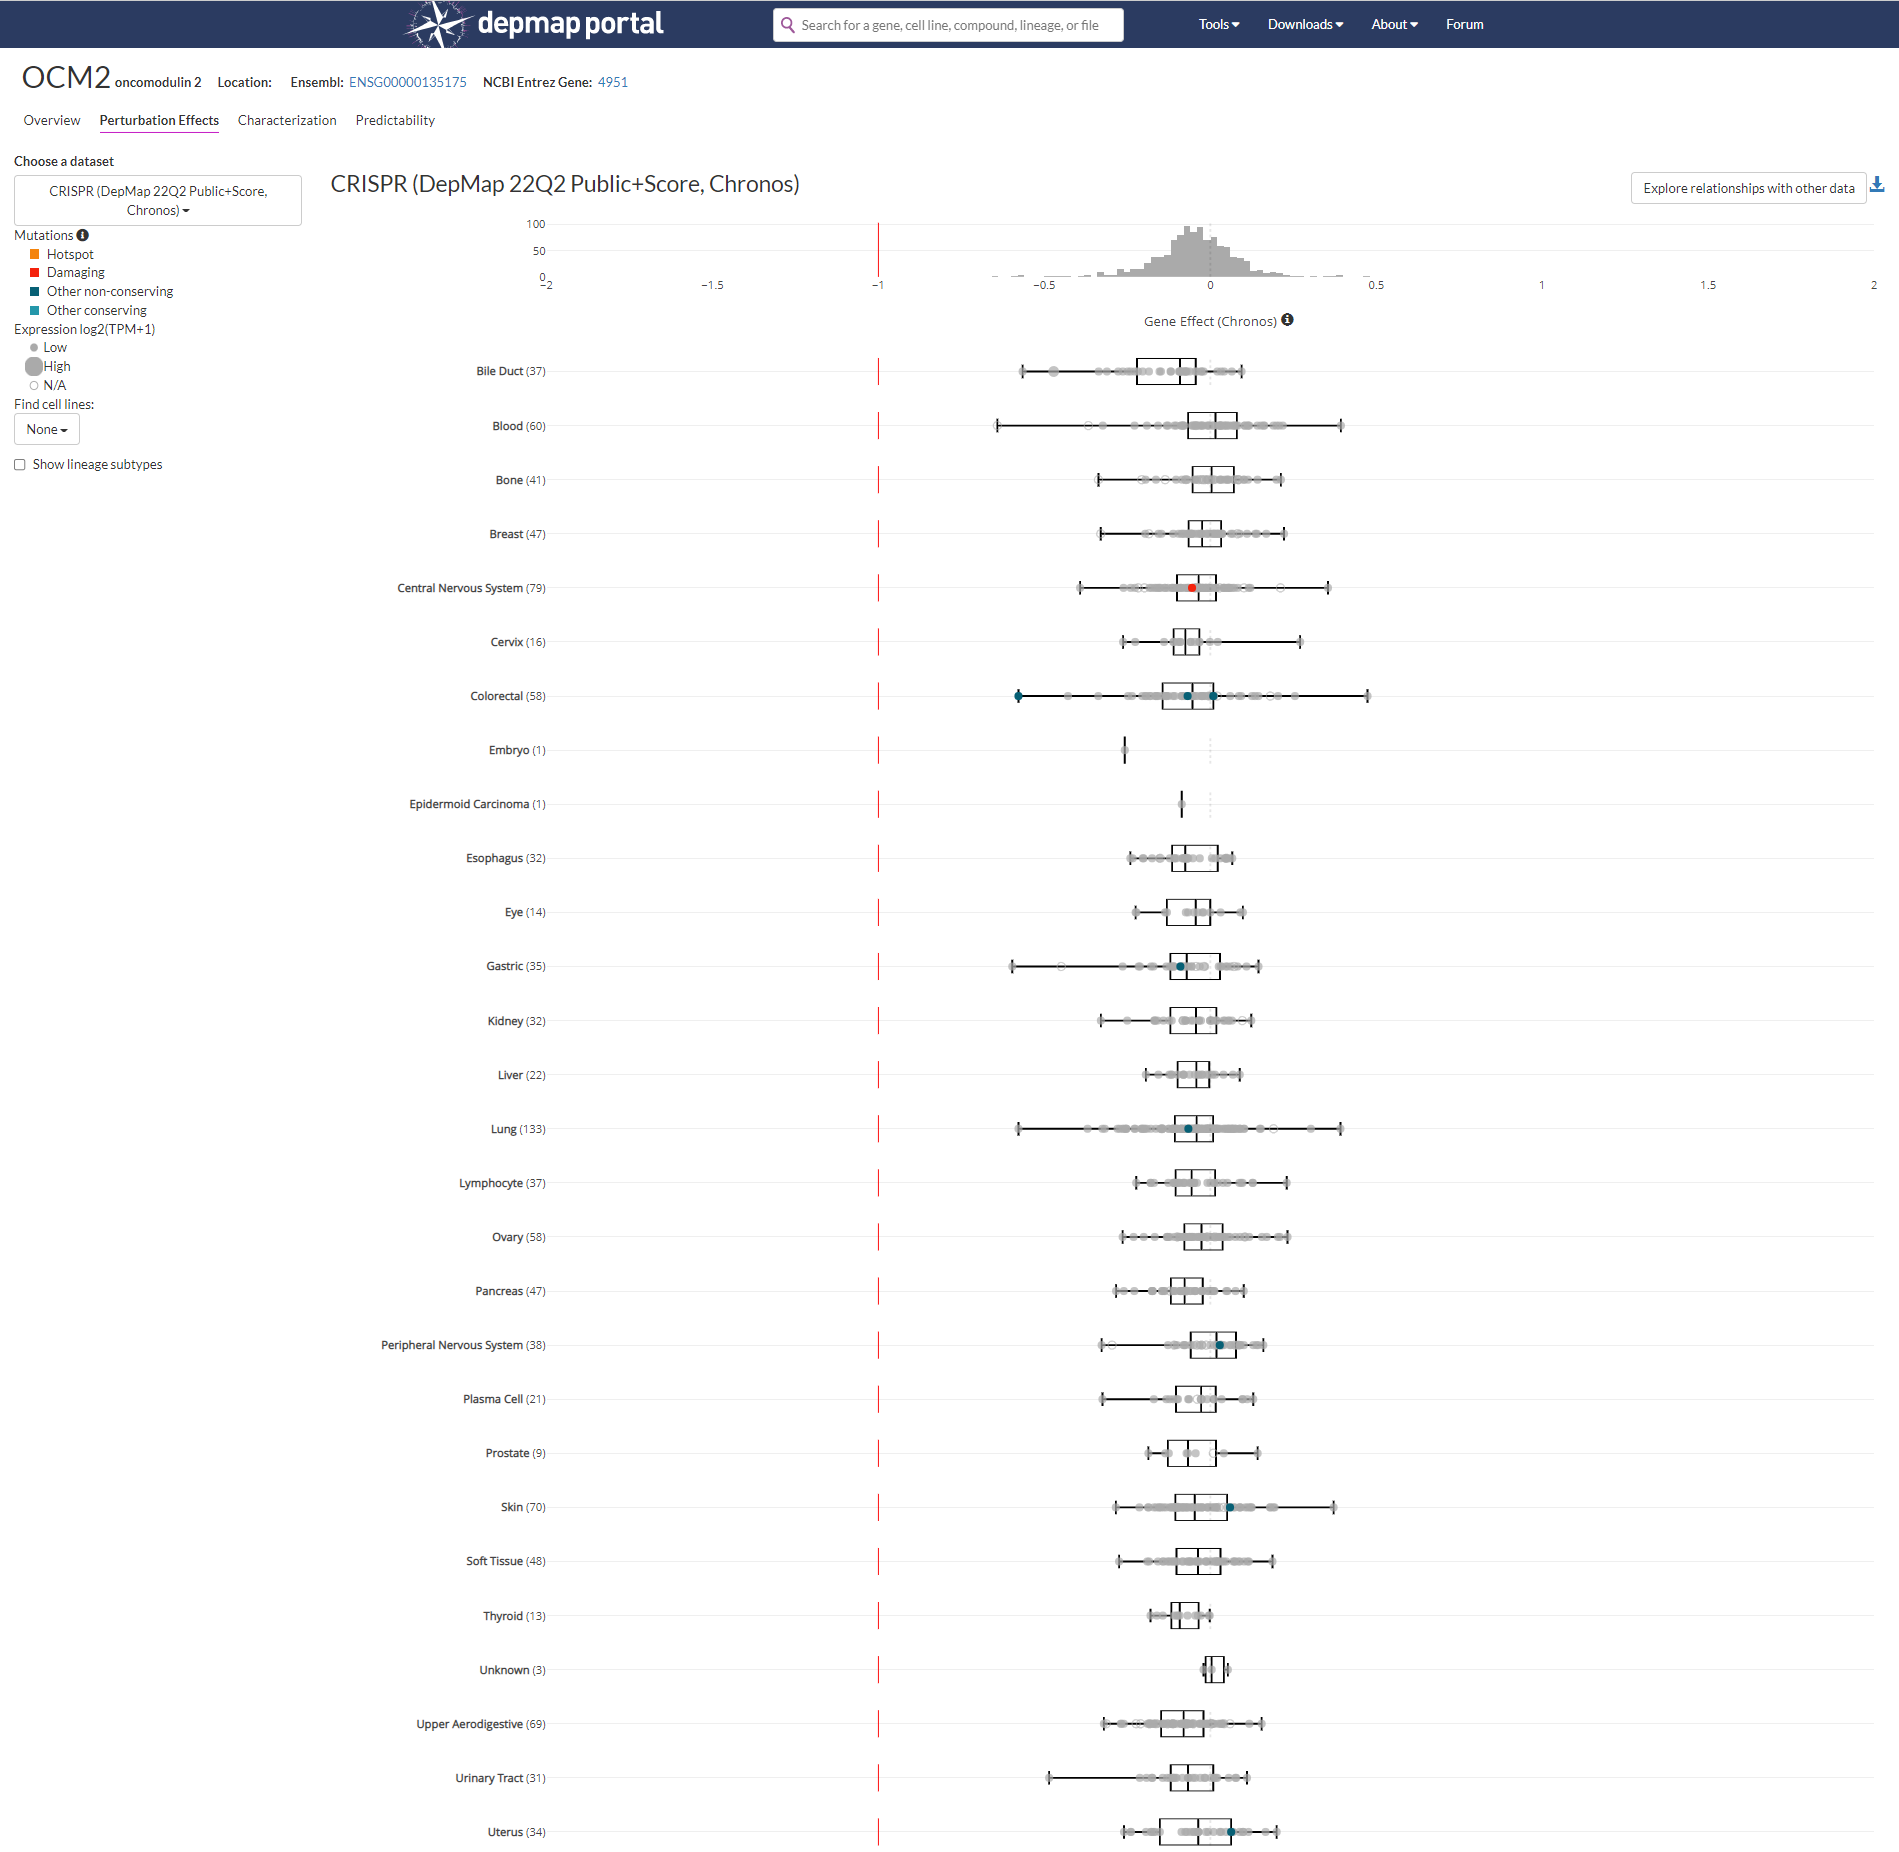 depmap portal
Search for a gene, cell line, compound, lineage, or file
Tools Downloads About Forum
OCM2 oncomodulin 2 Location: Ensembl: ENSG00000135175 NCBI Entrez Gene: 4951
Overview Perturbation Effects Characterization Predictability
Choose a dataset
CRISPR (DepMap 22Q2 Public+Score, Chronos)
Mutations
Hotspot
Damaging
Other non-conserving
Other conserving
Expression log2(TPM+1)
Low
High
N/A
Find cell lines:
None
Show lineage subtypes
CRISPR (DepMap 22Q2 Public+Score, Chronos)
Explore relationships with other data
100
50
0
−2 −1.5 −1 −0.5 0 0.5 1 1.5 2
Gene Effect (Chronos)
Bile Duct (37)
Blood (60)
Bone (41)
Breast (47)
Central Nervous System (79)
Cervix (16)
Colorectal (58)
Embryo (1)
Epidermoid Carcinoma (1)
Esophagus (32)
Eye (14)
Gastric (35)
Kidney (32)
Liver (22)
Lung (133)
Lymphocyte (37)
Ovary (58)
Pancreas (47)
Peripheral Nervous System (38)
Plasma Cell (21)
Prostate (9)
Skin (70)
Soft Tissue (48)
Thyroid (13)
Unknown (3)
Upper Aerodigestive (69)
Urinary Tract (31)
Uterus (34)